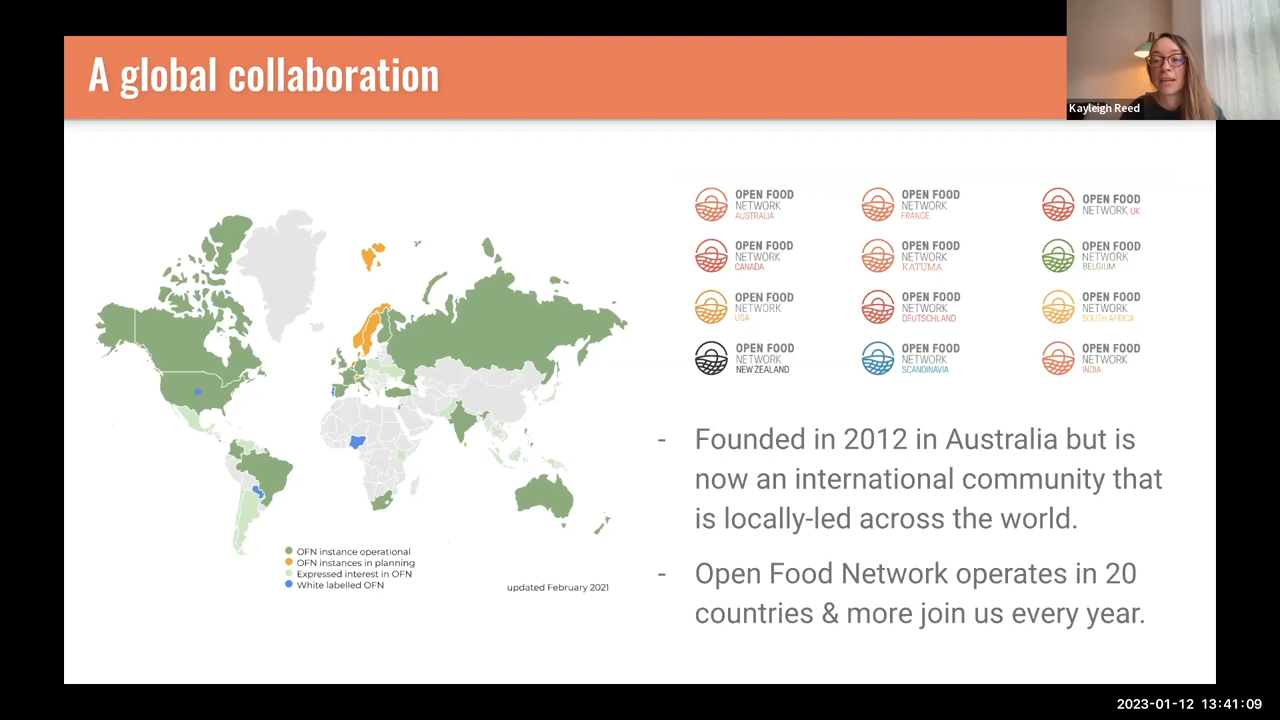 A global collaboration
Kayleigh Reed
OPEN FOOD
NETWORK
AUSTRALIA
OPEN FOOD
NETWORK
FRANCE
OPEN FOOD
NETWORK UK
OPEN FOOD
NETWORK
CANADA
OPEN FOOD
NETWORK
KATUMA
OPEN FOOD
NETWORK
BELGIUM
OPEN FOOD
NETWORK
USA
OPEN FOOD
NETWORK
DEUTSCHLAND
OPEN FOOD
NETWORK
SOUTH AFRICA
OPEN FOOD
NETWORK
NEW ZEALAND
OPEN FOOD
NETWORK
SCANDINAVIA
OPEN FOOD
NETWORK
INDIA
OFN instance operational
OFN instances in planning
Expressed interest in OFN
White labelled OFN
updated February 2021
- Founded in 2012 in Australia but is
now an international community that
is locally-led across the world.
- Open Food Network operates in 20
countries & more join us every year.
2023-01-12 13:41:09